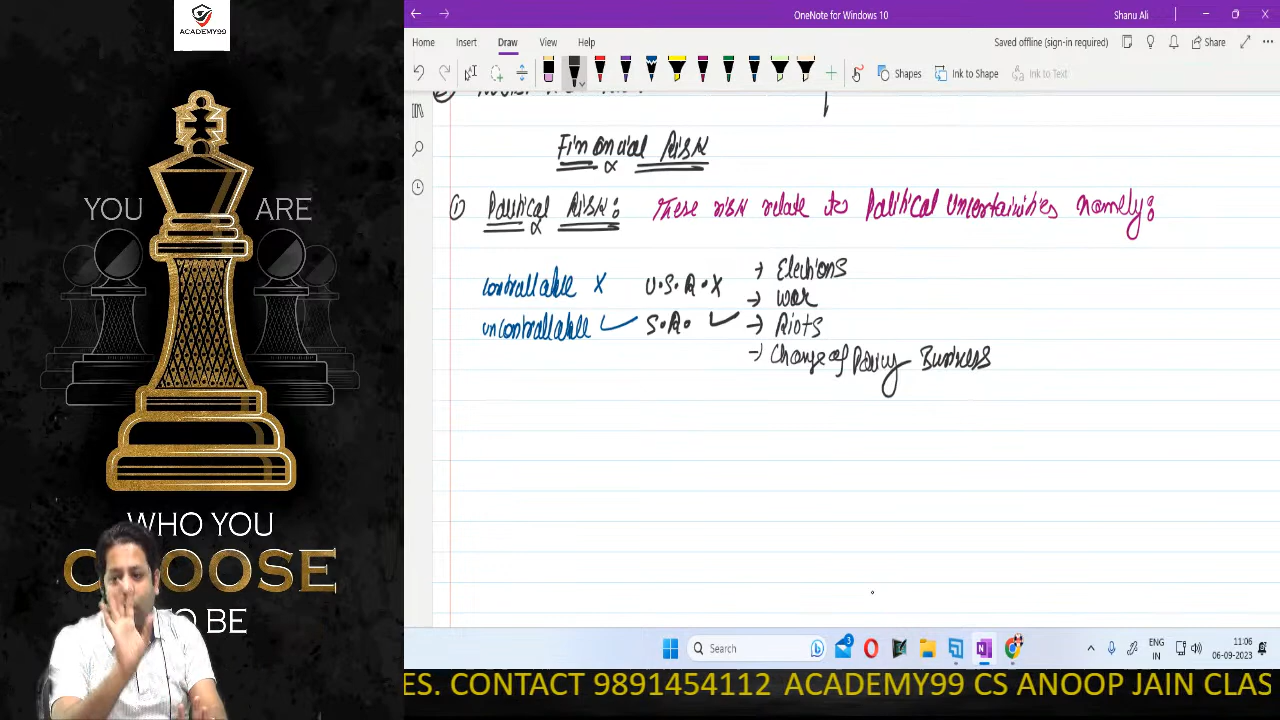 ACADEMY99
YOU ARE
WHO YOU
CHOOSE
TO BE
OneNote for Windows 10
Shanu Ali
Home Insert Draw View Help
Saved offline (sign-in required)
Share
Shapes
Ink to Shape
Ink to Text
Financial Risk
① Political Risk: These risk relate to Political Uncertainities namely:
controllable X U.S.R. X → Elections
→ war
uncontrollable ✓ S.R. ✓ → Riots
→ Change of Policy Business
Search
3
ENG
IN
11:06
06-09-2023
ES. CONTACT 9891454112 ACADEMY99 CS ANOOP JAIN CLAS